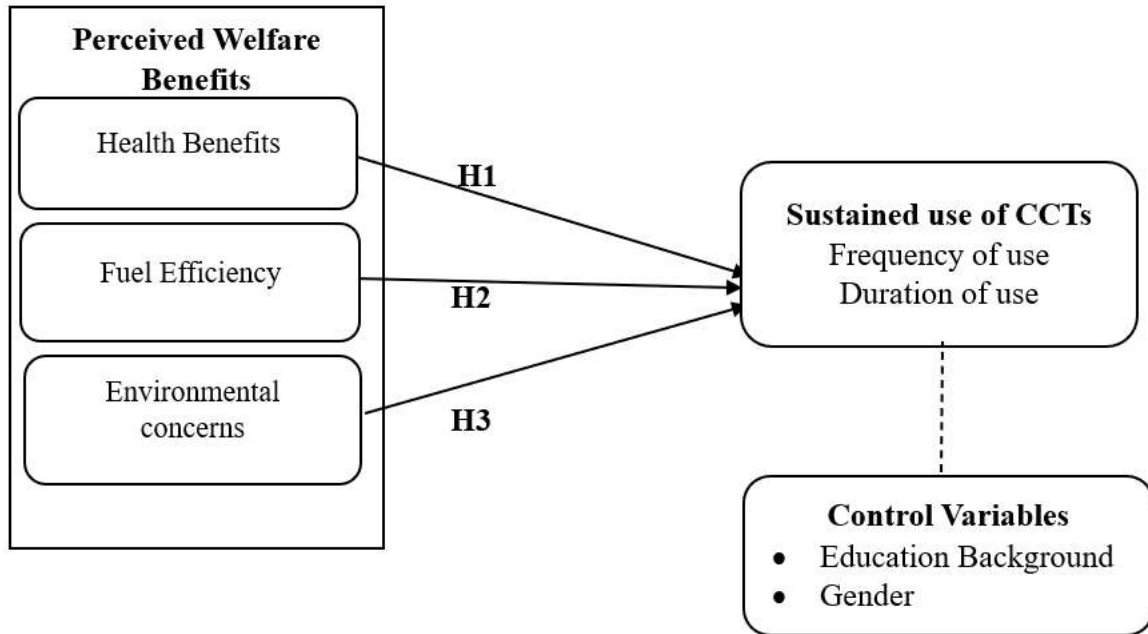 Perceived Welfare
Benefits
Health Benefits
Fuel Efficiency
Environmental
concerns
H1
H2
H3
Sustained use of CCTs
Frequency of use
Duration of use
Control Variables
• Education Background
• Gender